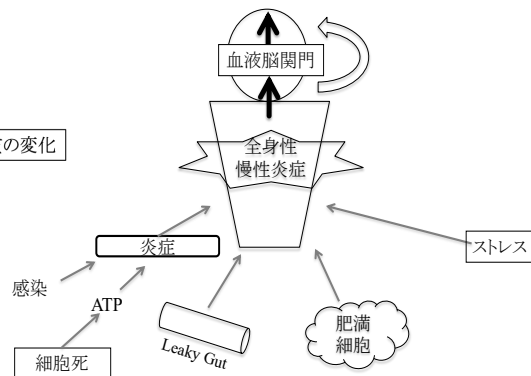 血液脳関門
の変化
全身性
慢性炎症
炎症
ストレス
感染
ATP
肥満
細胞
Leaky Gut
細胞死